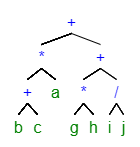 +
* +
+ a * /
b c g h i j